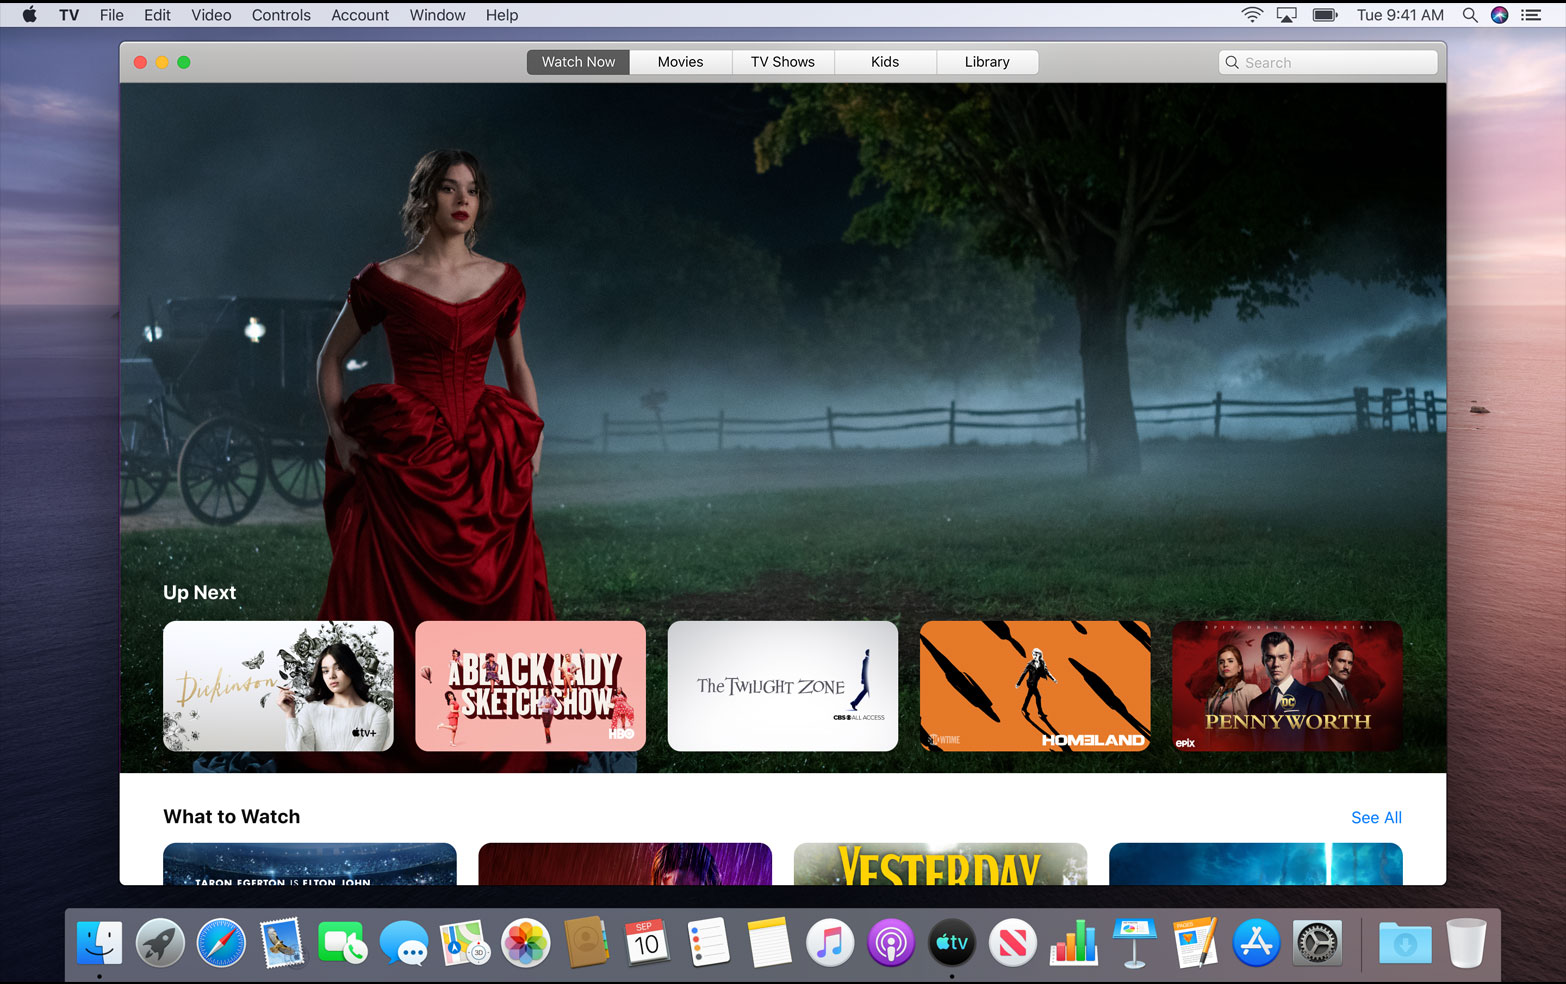 TV File Edit Video Controls Account Window Help Tue 9:41 AM
Watch Now Movies TV Shows Kids Library Search
Up Next
Dickinson
tv+
A BLACK LADY
SKETCH SHOW
HBO
The TWILIGHT ZONE
CBS ALL ACCESS
SHOWTIME
HOMELAND
EPIX ORIGINAL SERIES
DC
PENNYWORTH
epix
What to Watch See All
TARON EGERTON IS ELTON JOHN
YESTERDAY
SEP
10
3D
tv
PAGES